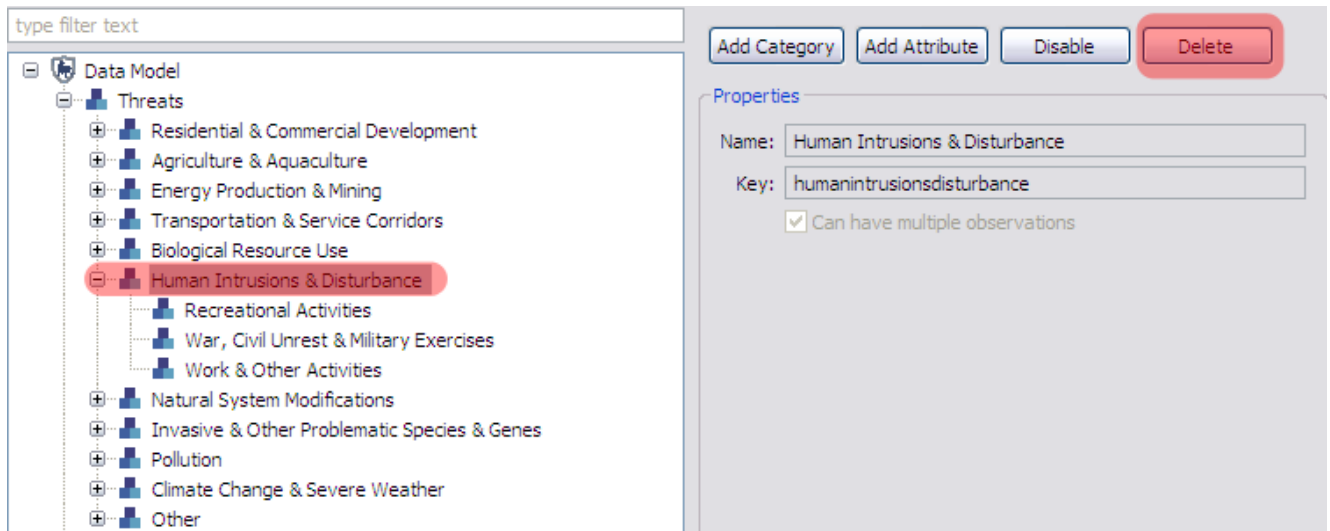 type filter text
Data Model
Threats
Residential & Commercial Development
Agriculture & Aquaculture
Energy Production & Mining
Transportation & Service Corridors
Biological Resource Use
Human Intrusions & Disturbance
Recreational Activities
War, Civil Unrest & Military Exercises
Work & Other Activities
Natural System Modifications
Invasive & Other Problematic Species & Genes
Pollution
Climate Change & Severe Weather
Other
Add Category Add Attribute Disable Delete
Properties
Name: Human Intrusions & Disturbance
Key: humanintrusionsdisturbance
Can have multiple observations